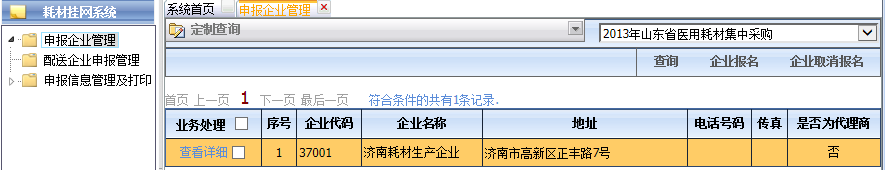 耗材挂网系统
申报企业管理
配送企业申报管理
申报信息管理及打印
系统首页 申报企业管理
定制查询 2013年山东省医用耗材集中采购
查询 企业报名 企业取消报名
首页 上一页 1 下一页 最后一页 符合条件的共有1条记录.
业务处理 序号 企业代码 企业名称 地址 电话号码 传真 是否为代理商
查看详细 1 37001 济南耗材生产企业 济南市高新区正丰路7号 否